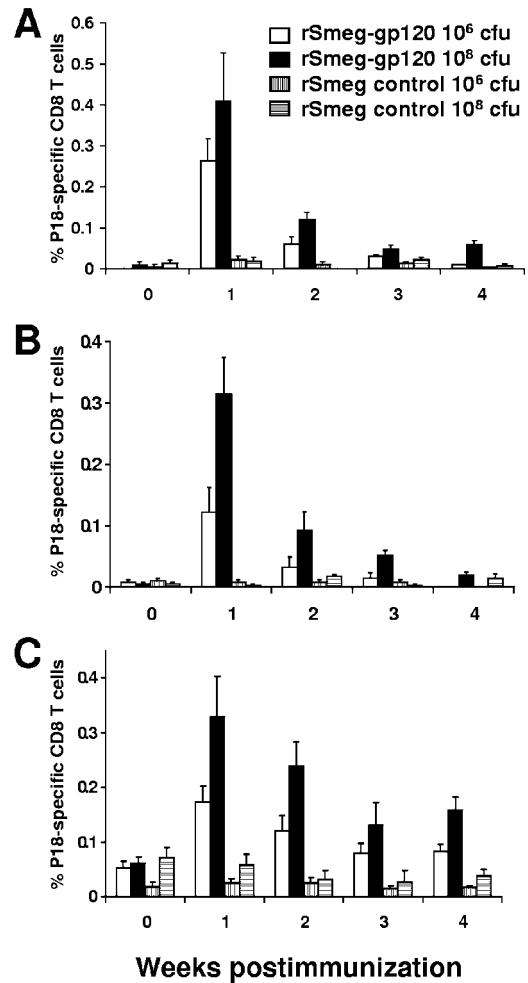 A
% P18-specific CD8 T cells
0.6
0.5
0.4
0.3
0.2
0.1
0
rSmeg-gp120 10⁶ cfu
rSmeg-gp120 10⁸ cfu
rSmeg control 10⁶ cfu
rSmeg control 10⁸ cfu
0 1 2 3 4
B
% P18-specific CD8 T cells
0.4
0.3
0.2
0.1
0
0 1 2 3 4
C
% P18-specific CD8 T cells
0.4
0.3
0.2
0.1
0
0 1 2 3 4
Weeks postimmunization